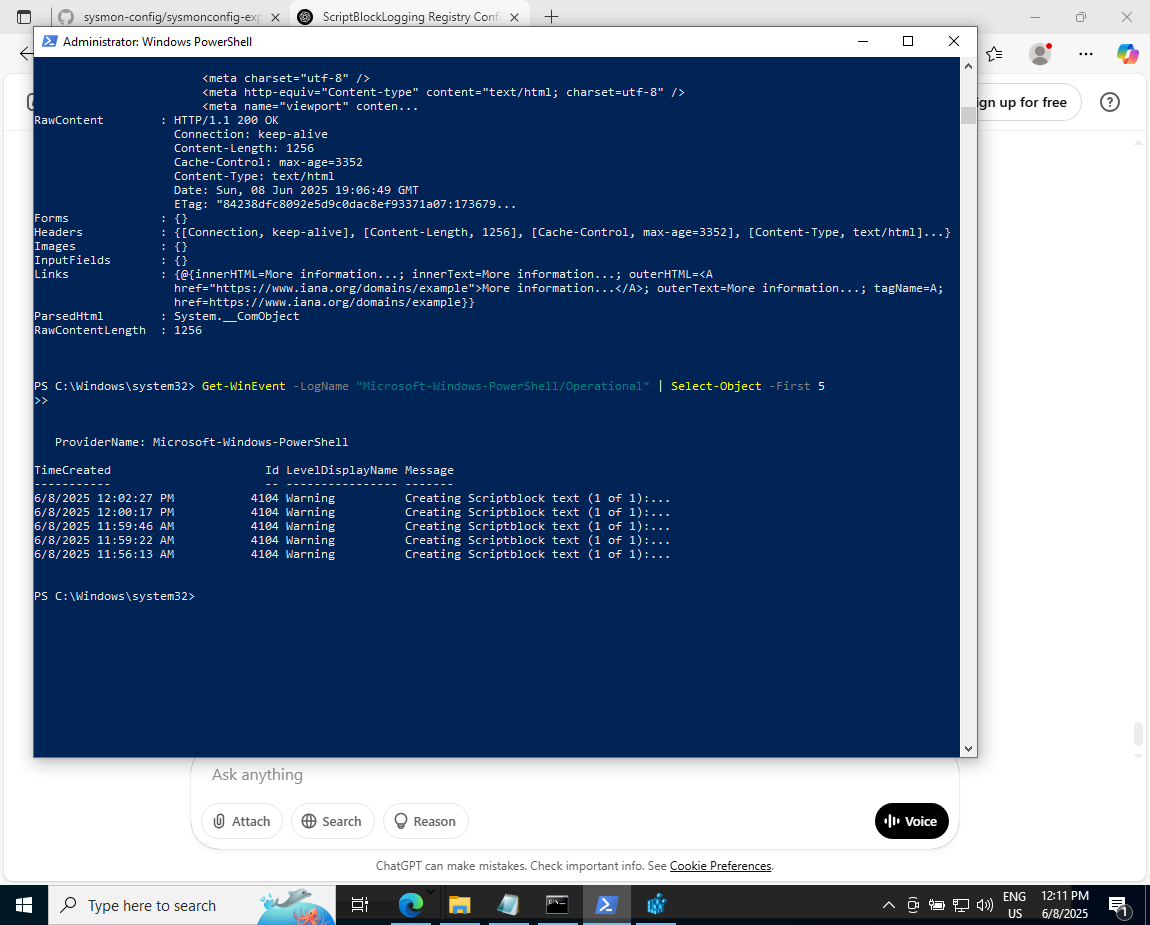 sysmon-config/sysmonconfig-exp
ScriptBlockLogging Registry Conf
Administrator: Windows PowerShell
<meta charset="utf-8" />
<meta http-equiv="Content-type" content="text/html; charset=utf-8" />
<meta name="viewport" conten...
RawContent : HTTP/1.1 200 OK
Connection: keep-alive
Content-Length: 1256
Cache-Control: max-age=3352
Content-Type: text/html
Date: Sun, 08 Jun 2025 19:06:49 GMT
ETag: "84238dfc8092e5d9c0dac8ef93371a07:173679...
Forms : {}
Headers : {[Connection, keep-alive], [Content-Length, 1256], [Cache-Control, max-age=3352], [Content-Type, text/html]...}
Images : {}
InputFields : {}
Links : {@{innerHTML=More information...; innerText=More information...; outerHTML=<A
href="https://www.iana.org/domains/example">More information...</A>; outerText=More information...; tagName=A;
href=https://www.iana.org/domains/example}}
ParsedHtml : System.__ComObject
RawContentLength : 1256
PS C:\Windows\system32> Get-WinEvent -LogName "Microsoft-Windows-PowerShell/Operational" | Select-Object -First 5
>>
ProviderName: Microsoft-Windows-PowerShell
TimeCreated Id LevelDisplayName Message
----------- -- ---------------- -------
6/8/2025 12:02:27 PM 4104 Warning Creating Scriptblock text (1 of 1):...
6/8/2025 12:00:17 PM 4104 Warning Creating Scriptblock text (1 of 1):...
6/8/2025 11:59:46 AM 4104 Warning Creating Scriptblock text (1 of 1):...
6/8/2025 11:59:22 AM 4104 Warning Creating Scriptblock text (1 of 1):...
6/8/2025 11:56:13 AM 4104 Warning Creating Scriptblock text (1 of 1):...
PS C:\Windows\system32>
ign up for free
?
Ask anything
Attach
Search
Reason
Voice
ChatGPT can make mistakes. Check important info. See Cookie Preferences.
Type here to search
ENG
US
12:11 PM
6/8/2025
1